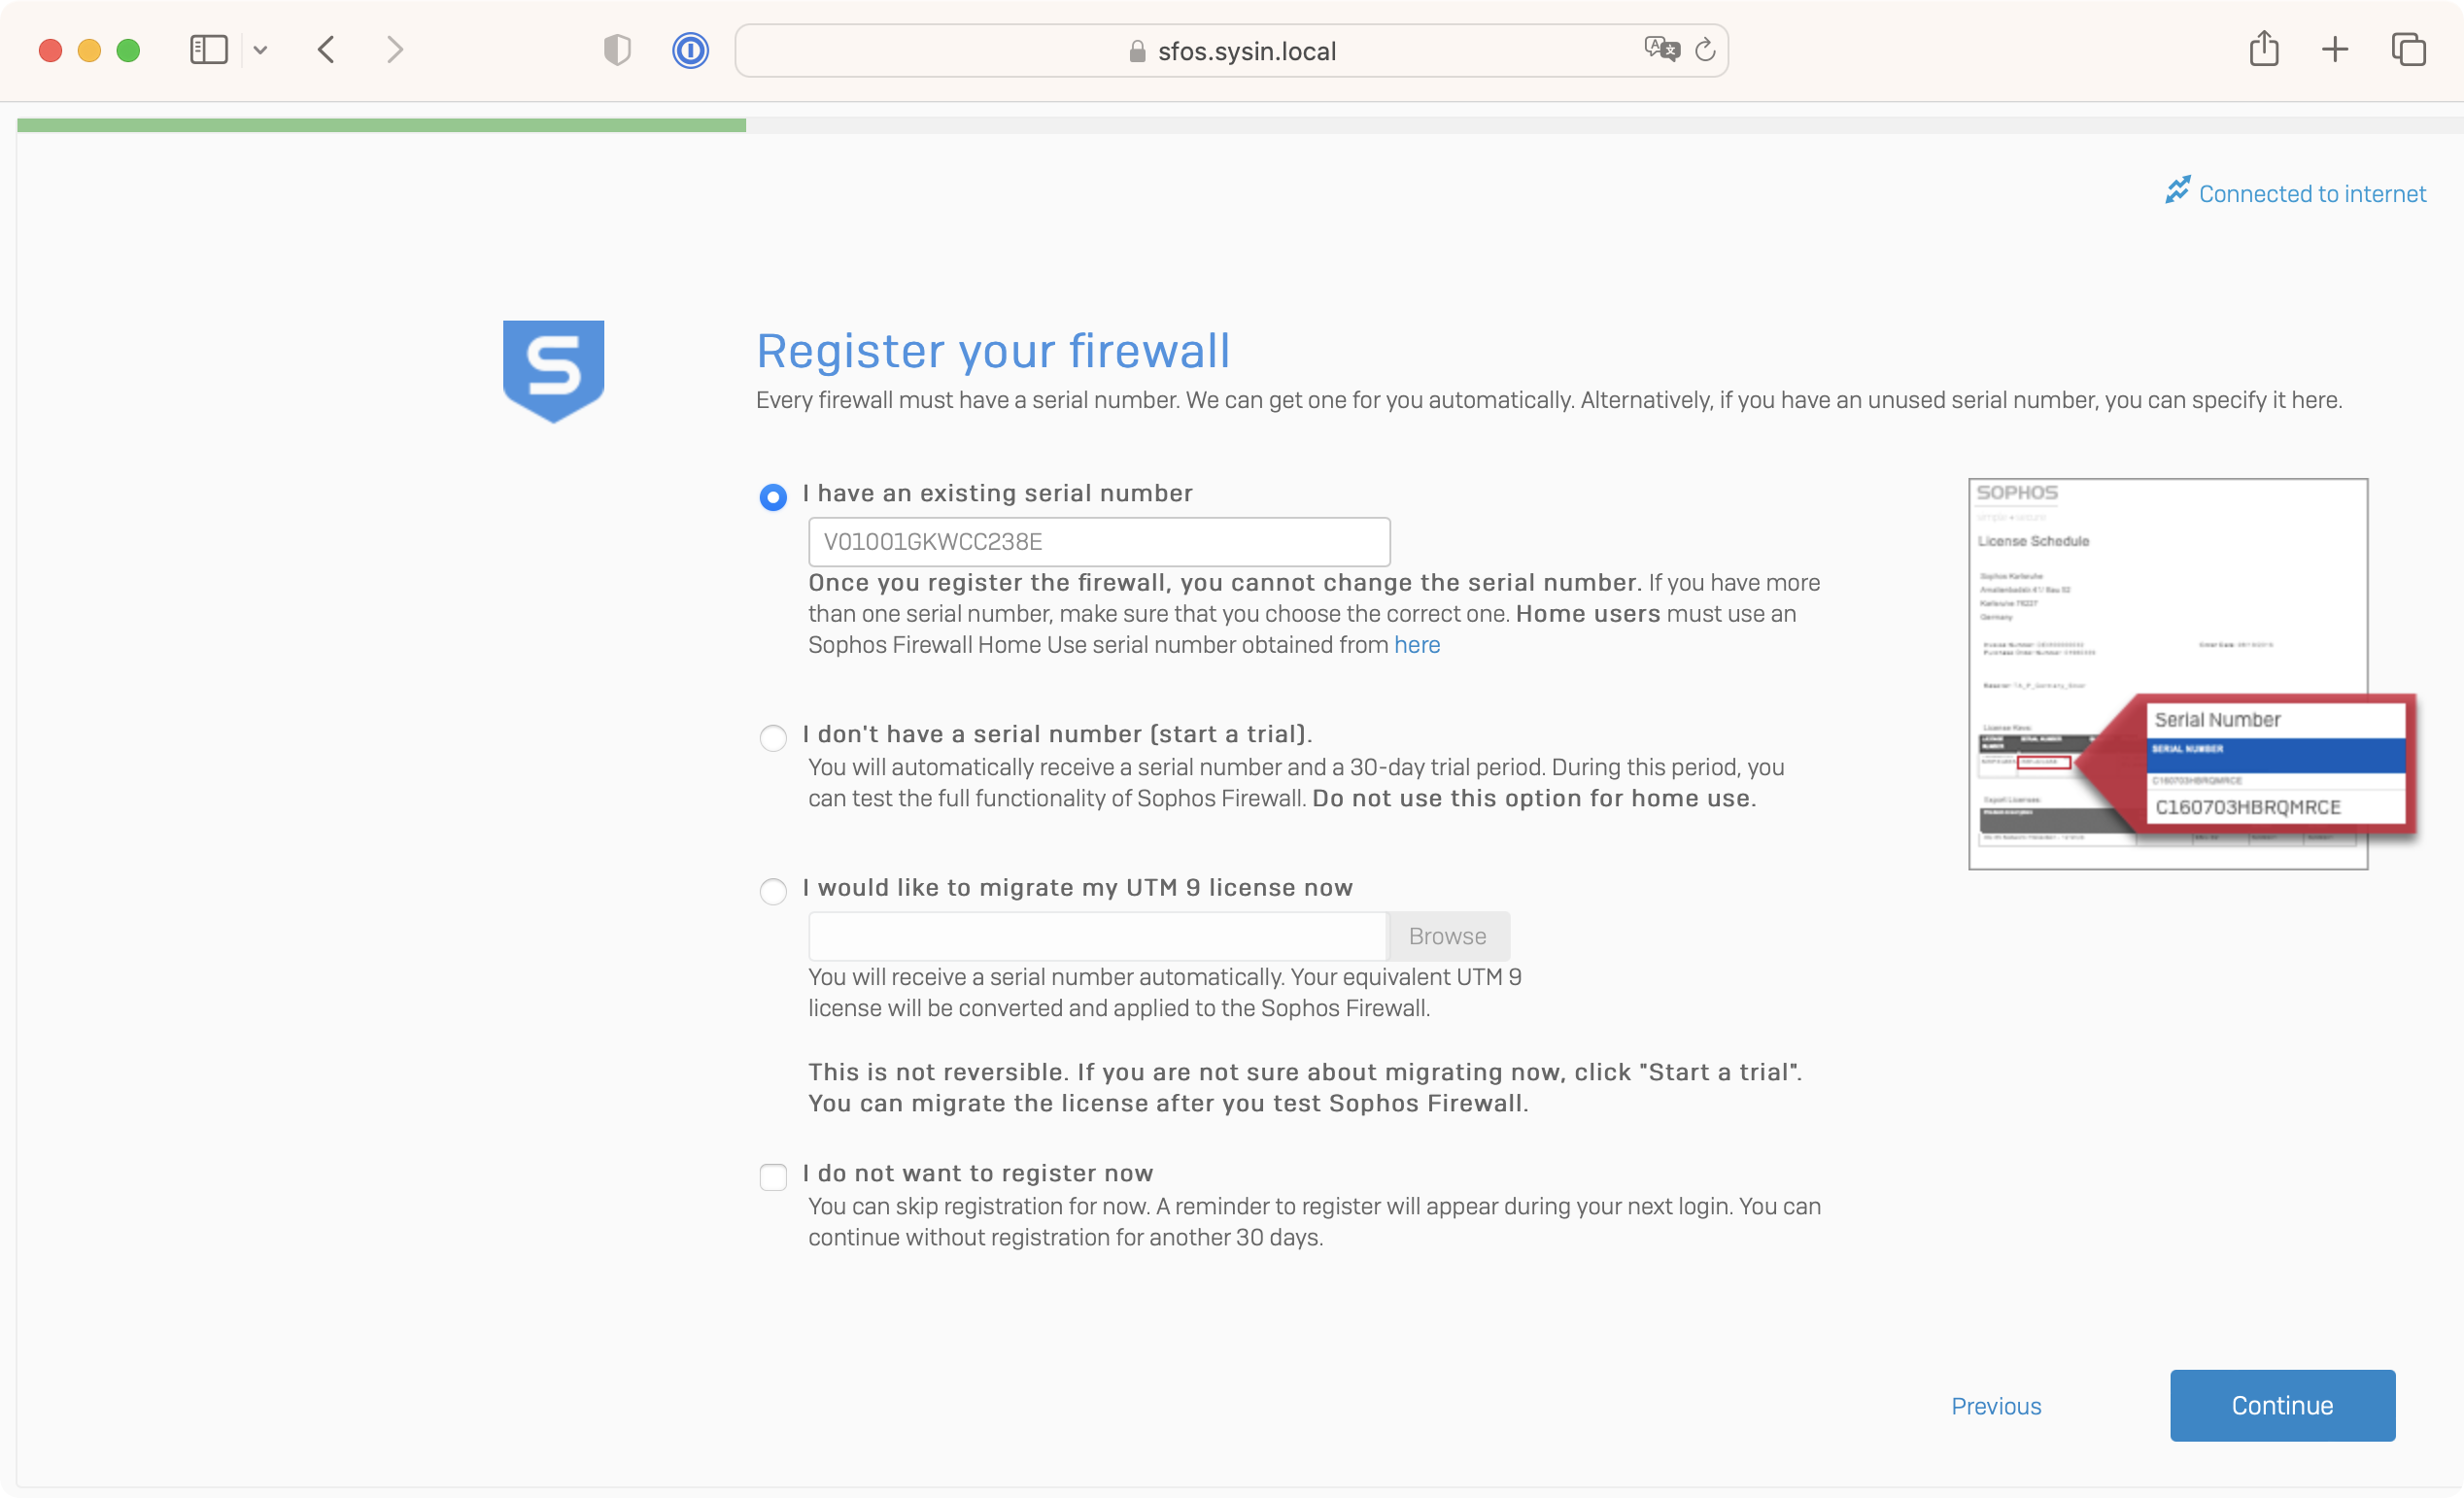 sfos.sysin.local
Connected to internet
Register your firewall
Every firewall must have a serial number. We can get one for you automatically. Alternatively, if you have an unused serial number, you can specify it here.
I have an existing serial number
V01001GKWCC238E
Once you register the firewall, you cannot change the serial number. If you have more
than one serial number, make sure that you choose the correct one. Home users must use an
Sophos Firewall Home Use serial number obtained from here
I don't have a serial number (start a trial).
You will automatically receive a serial number and a 30-day trial period. During this period, you
can test the full functionality of Sophos Firewall. Do not use this option for home use.
I would like to migrate my UTM 9 license now
Browse
You will receive a serial number automatically. Your equivalent UTM 9
license will be converted and applied to the Sophos Firewall.
This is not reversible. If you are not sure about migrating now, click "Start a trial".
You can migrate the license after you test Sophos Firewall.
I do not want to register now
You can skip registration for now. A reminder to register will appear during your next login. You can
continue without registration for another 30 days.
SOPHOS
License Schedule
Sophos Karlsruhe
Karlsruhe 76227
Germany
Serial Number
SERIAL NUMBER
C160703HBRQMRCE
C160703HBRQMRCE
Previous
Continue